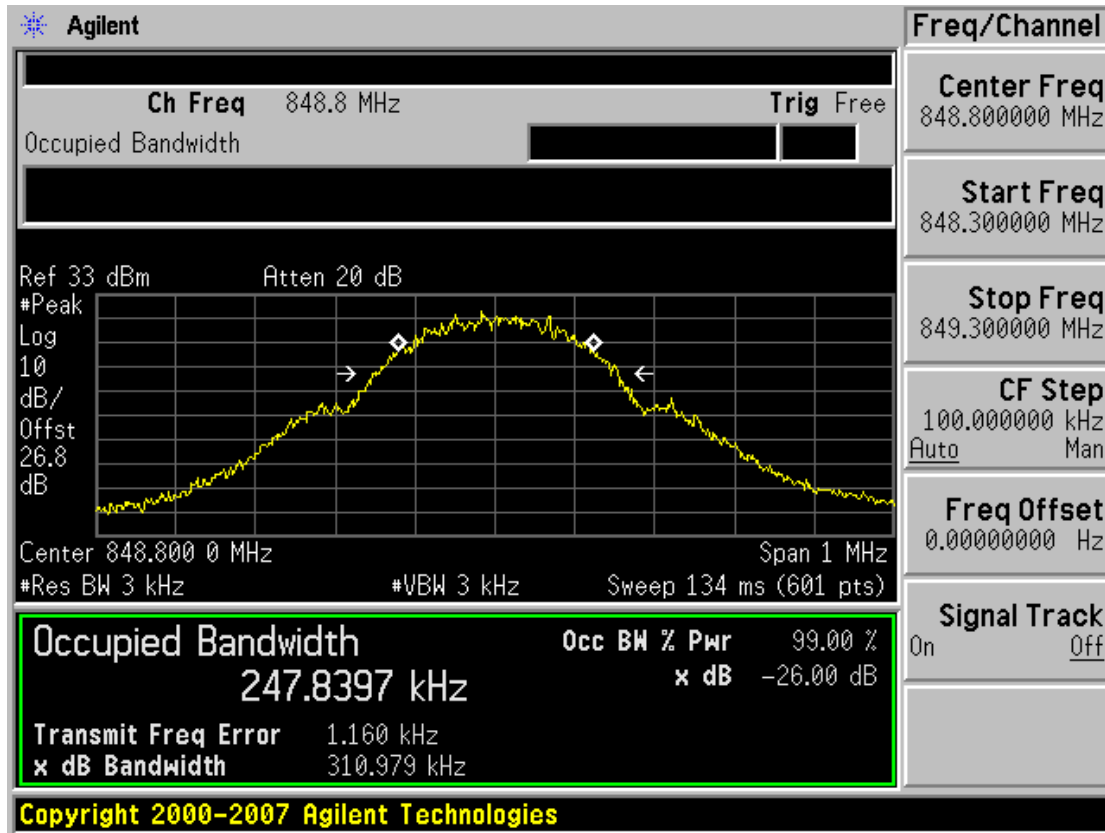 Agilent
Freq/Channel
Ch Freq 848.8 MHz Trig Free
Occupied Bandwidth
Center Freq
848.800000 MHz
Start Freq
848.300000 MHz
Stop Freq
849.300000 MHz
CF Step
100.000000 kHz
Auto Man
Freq Offset
0.00000000 Hz
Signal Track
On Off
Ref 33 dBm Atten 20 dB
#Peak
Log
10
dB/
Offst
26.8
dB
Center 848.800 0 MHz Span 1 MHz
#Res BW 3 kHz #VBW 3 kHz Sweep 134 ms (601 pts)
Occupied Bandwidth Occ BW % Pwr 99.00 %
247.8397 kHz x dB -26.00 dB
Transmit Freq Error 1.160 kHz
x dB Bandwidth 310.979 kHz
Copyright 2000-2007 Agilent Technologies